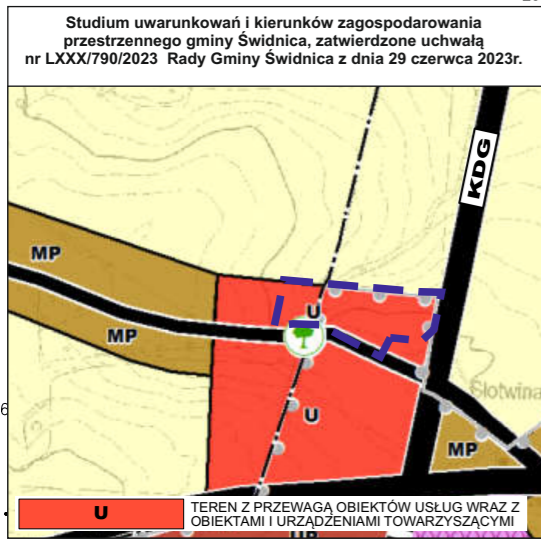 Studium uwarunkowań i kierunków zagospodarowania
przestrzennego gminy Świdnica, zatwierdzone uchwałą
nr LXXX/790/2023 Rady Gminy Świdnica z dnia 29 czerwca 2023r.
KDG
MP
U
MP
6
Słotwina
U
MP
U
TEREN Z PRZEWAGĄ OBIEKTÓW USŁUG WRAZ Z
OBIEKTAMI I URZĄDZENIAMI TOWARZYSZĄCYMI